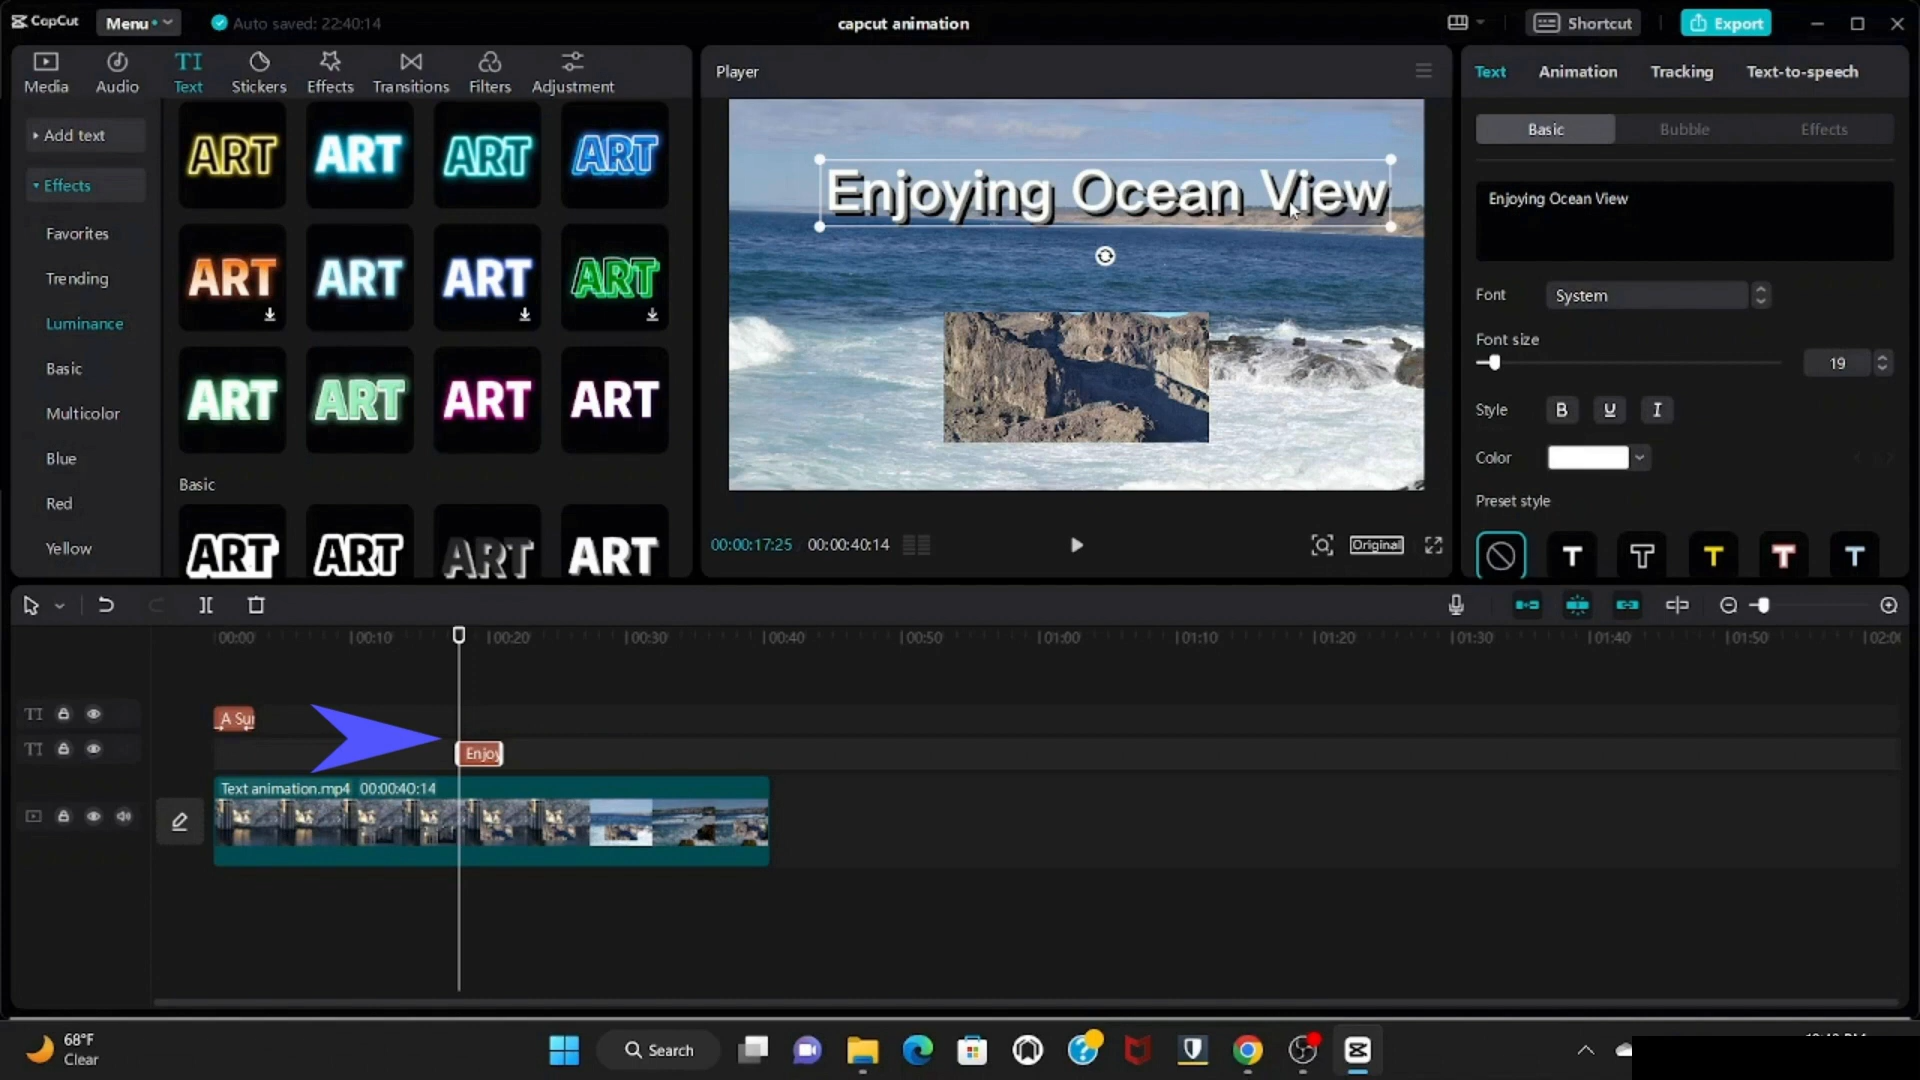 CapCut
Menu
Auto saved: 22:40:14
capcut animation
Shortcut
Export
Media
Audio
TI
Text
Stickers
Effects
Transitions
Filters
Adjustment
Player
Text
Animation
Tracking
Text-to-speech
Add text
Effects
Favorites
Trending
Luminance
Basic
Multicolor
Blue
Red
Yellow
ART ART ART ART
ART ART ART ART
ART ART ART ART
Basic
ART ART ART ART
Enjoying Ocean View
00:00:17:25
00:00:40:14
Original
Basic
Bubble
Effects
Enjoying Ocean View
Font
System
Font size
19
Style
B
U
I
Color
Preset style
T T T T T
00:00
00:10
00:20
00:30
00:40
00:50
01:00
01:10
01:20
01:30
01:40
01:50
02:00
TI
A Sur
TI
Enjoy
Text animation.mp4 00:00:40:14
68°F
Clear
Search